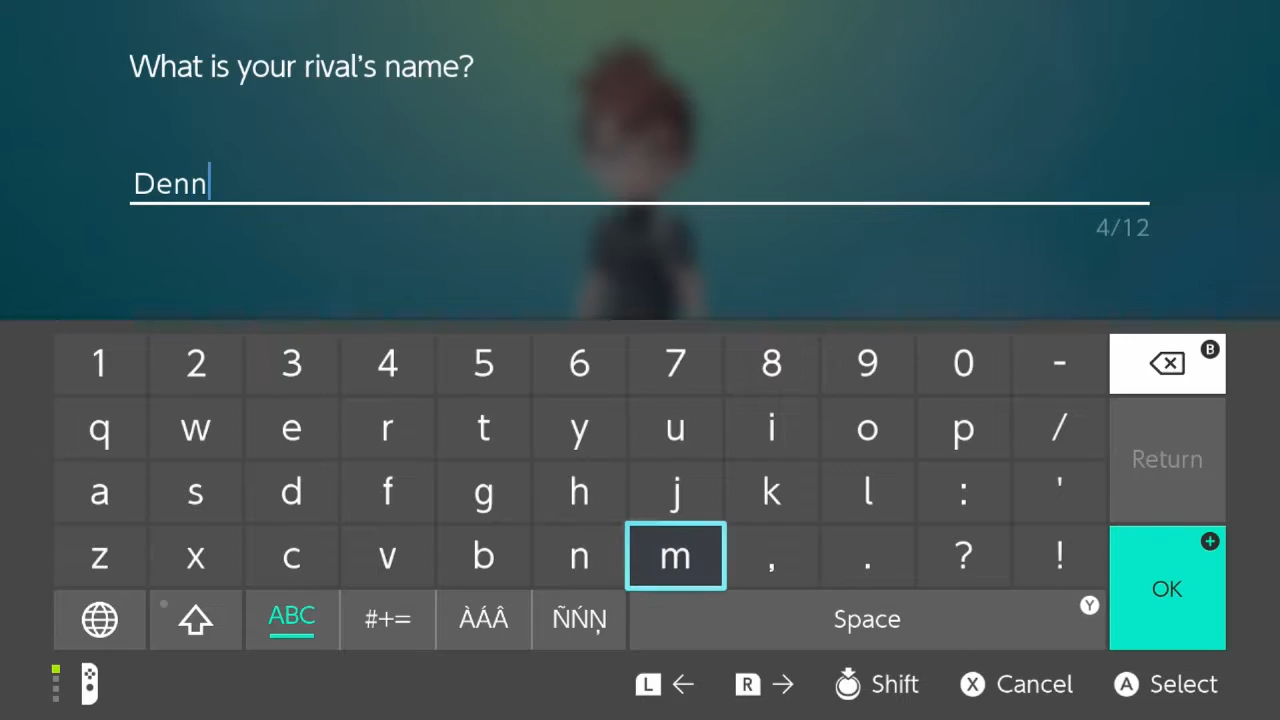 What is your rival's name?
Denn
4/12
1 2 3 4 5 6 7 8 9 0 - B
q w e r t y u i o p /
Return
a s d f g h j k l : '
z x c v b n m , . ? ! +
OK
ABC #+= ÀÁÂ ÑŃŅ Space Y
L ← R → Shift X Cancel A Select